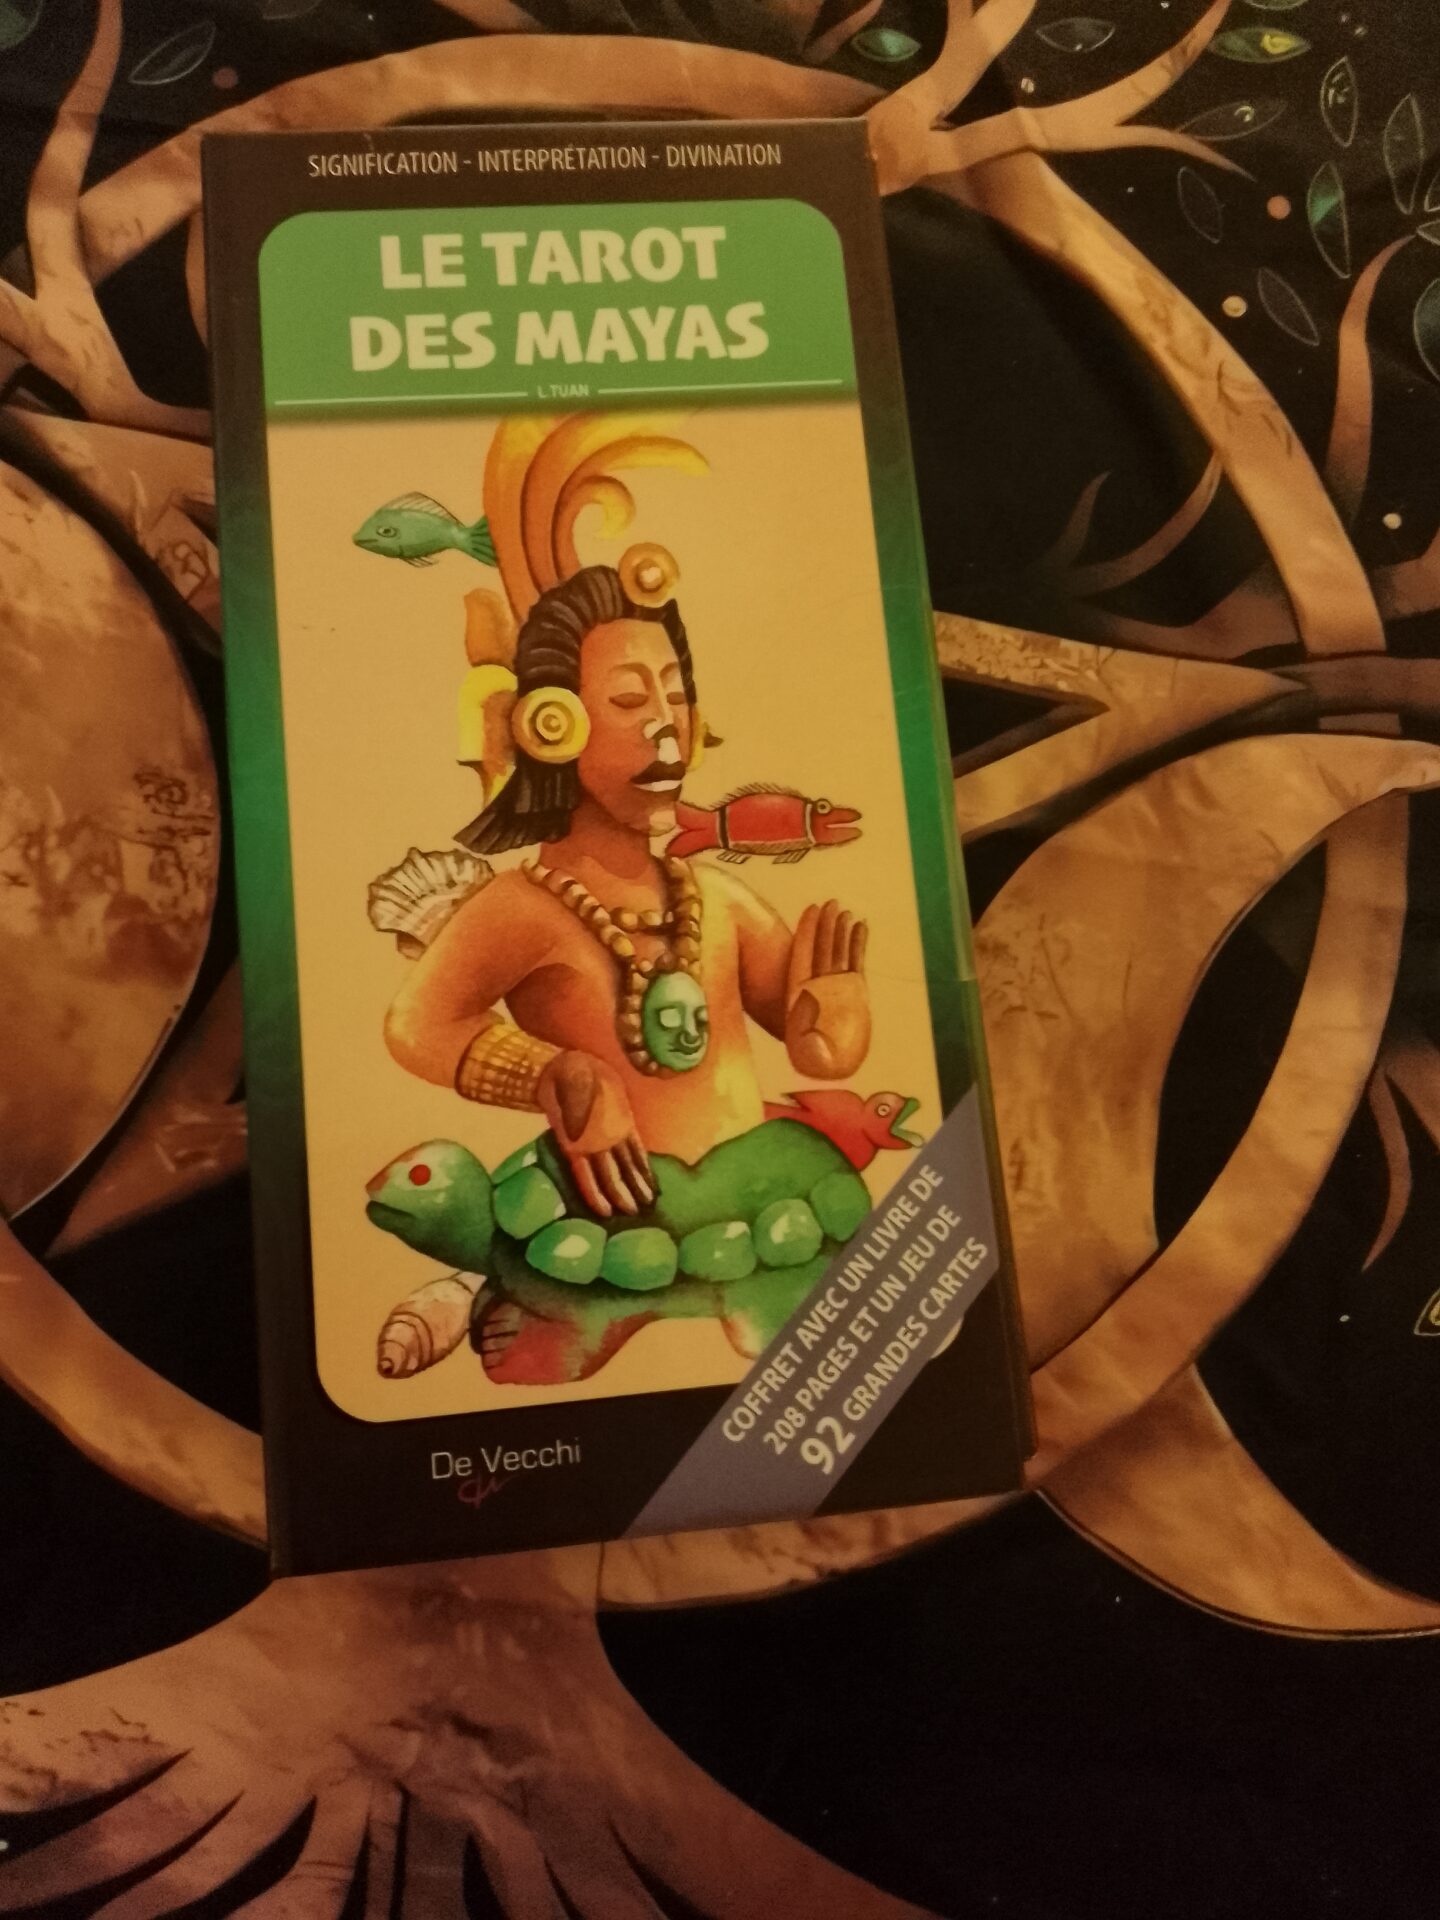 SIGNIFICATION - INTERPRÉTATION - DIVINATION
LE TAROT
DES MAYAS
L. TUAN
COFFRET AVEC UN LIVRE DE
208 PAGES ET UN JEU DE
92 GRANDES CARTES
De Vecchi